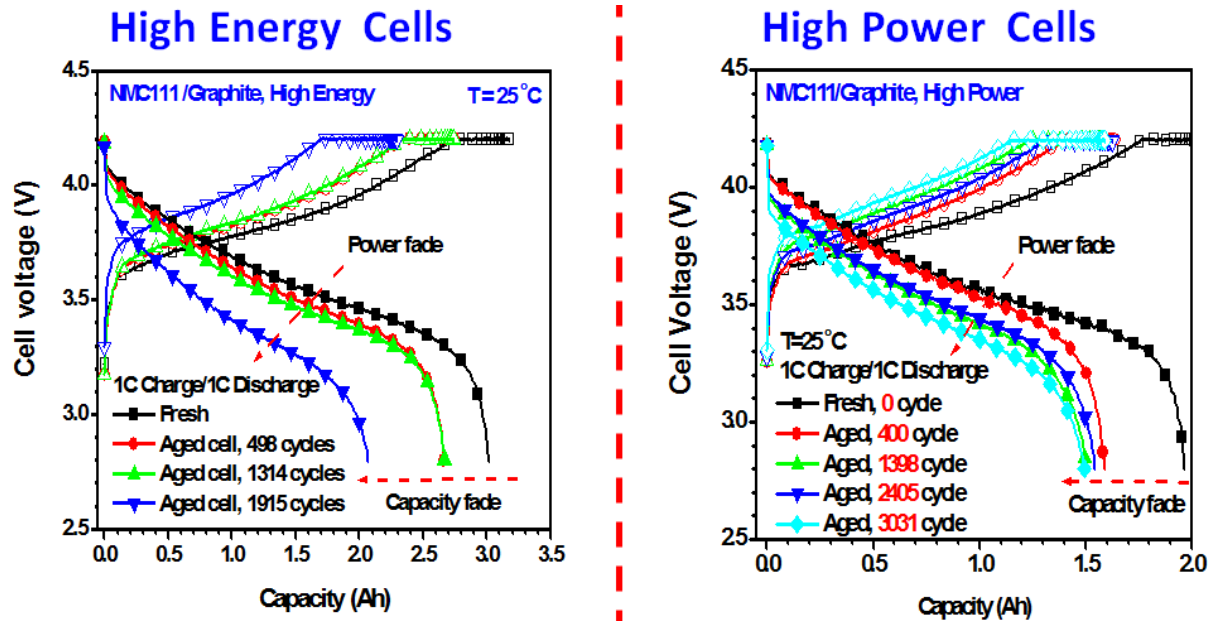 High Energy Cells
4.5
4.0
3.5
3.0
2.5
Cell voltage (V)
NMC111 /Graphite, High Energy
T= 25°C
Power fade
1C Charge/1C Discharge
Fresh
Aged cell, 498 cycles
Aged cell, 1314 cycles
Aged cell, 1915 cycles
Capacity fade
0.0 0.5 1.0 1.5 2.0 2.5 3.0 3.5
Capacity (Ah)
High Power Cells
45
40
35
30
25
Cell Voltage (V)
NMC111/Graphite, High Power
Power fade
T=25°C
1C Charge/1C Discharge
Fresh, 0 cycle
Aged, 400 cycle
Aged, 1398 cycle
Aged, 2405 cycle
Aged, 3031 cycle
Capacity fade
0.0 0.5 1.0 1.5 2.0
Capacity (Ah)